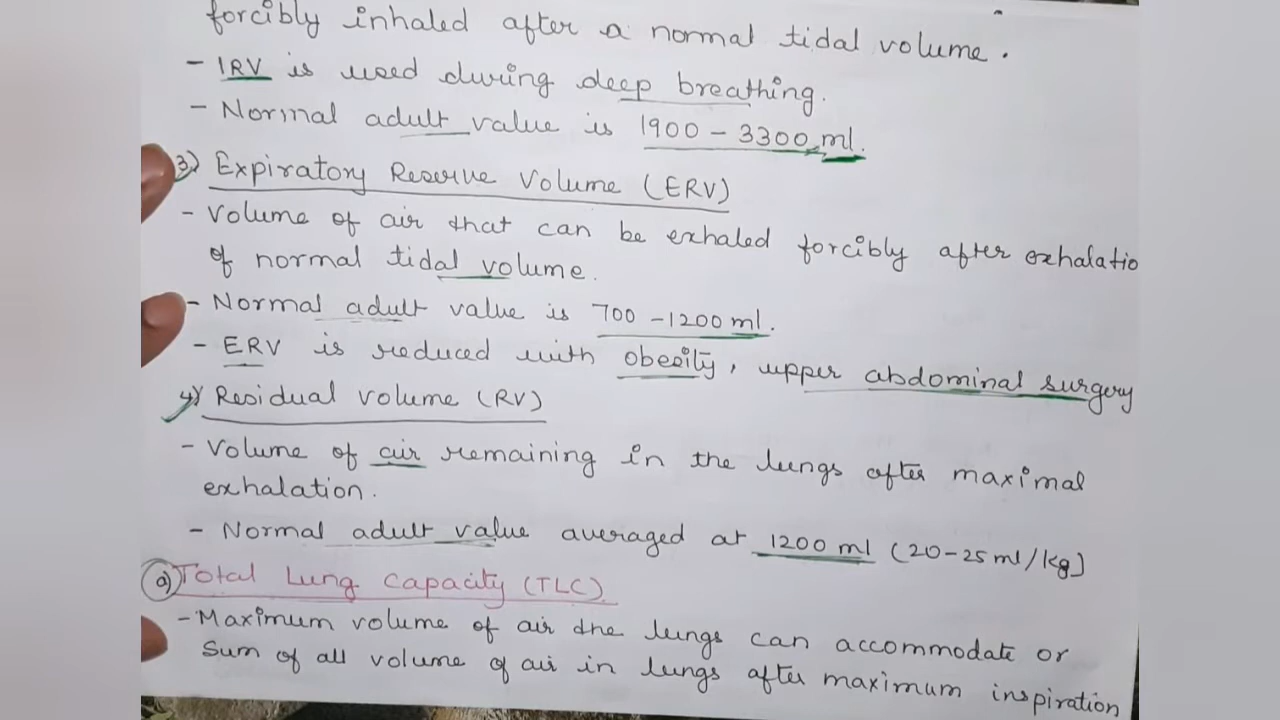 forcibly inhaled after a normal tidal volume.
- IRV is used during deep breathing.
- Normal adult value is 1900 - 3300 ml.
3) Expiratory Reserve Volume (ERV)
- Volume of air that can be exhaled forcibly after exhalatio
of normal tidal volume.
- Normal adult value is 700 - 1200 ml.
- ERV is reduced with obesity, upper abdominal surgery
4) Residual Volume (RV)
- Volume of air remaining in the lungs after maximal
exhalation.
- Normal adult value averaged at 1200 ml (20-25 ml/kg)
a) Total Lung Capacity (TLC)
- Maximum volume of air the lungs can accommodate or
Sum of all volume of air in lungs after maximum inspiration